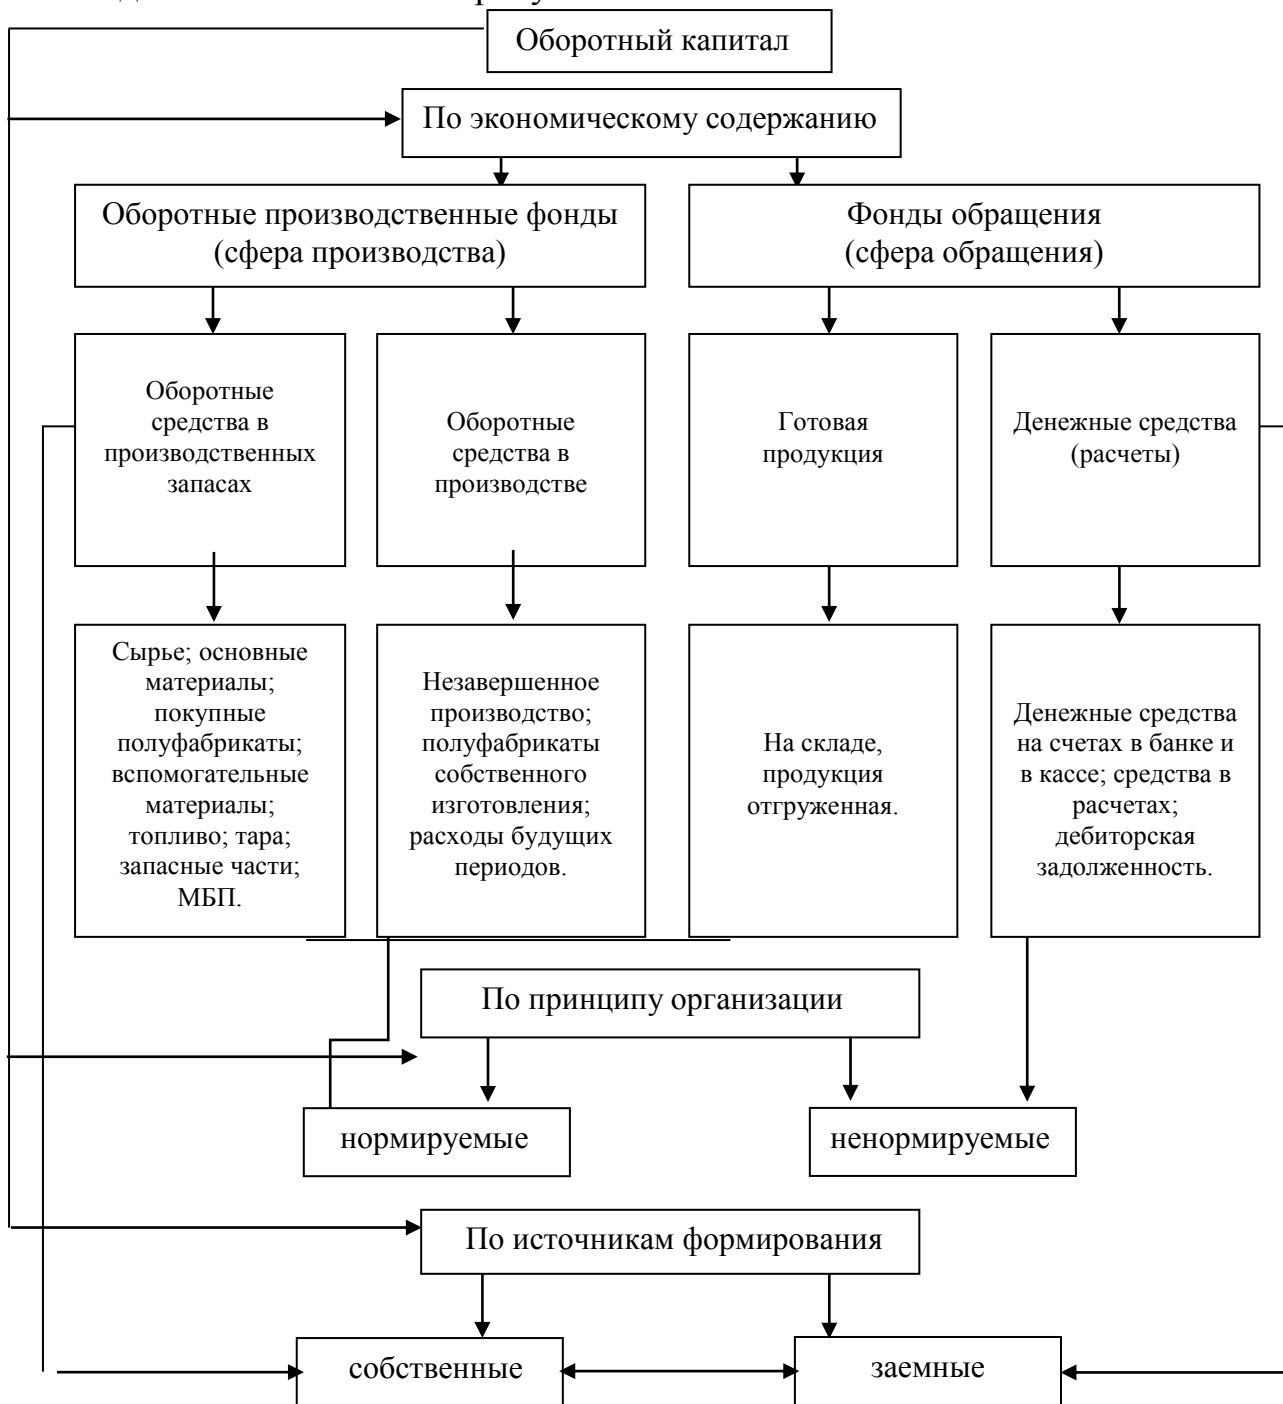 Оборотный капитал
По экономическому содержанию
Оборотные производственные фонды
(сфера производства)
Фонды обращения
(сфера обращения)
Оборотные
средства в
производственных
запасах
Оборотные
средства в
производстве
Готовая
продукция
Денежные средства
(расчеты)
Сырье; основные
материалы;
покупные
полуфабрикаты;
вспомогательные
материалы;
топливо; тара;
запасные части;
МБП.
Незавершенное
производство;
полуфабрикаты
собственного
изготовления;
расходы будущих
периодов.
На складе,
продукция
отгруженная.
Денежные средства
на счетах в банке и
в кассе; средства в
расчетах;
дебиторская
задолженность.
По принципу организации
нормируемые
ненормируемые
По источникам формирования
собственные
заемные